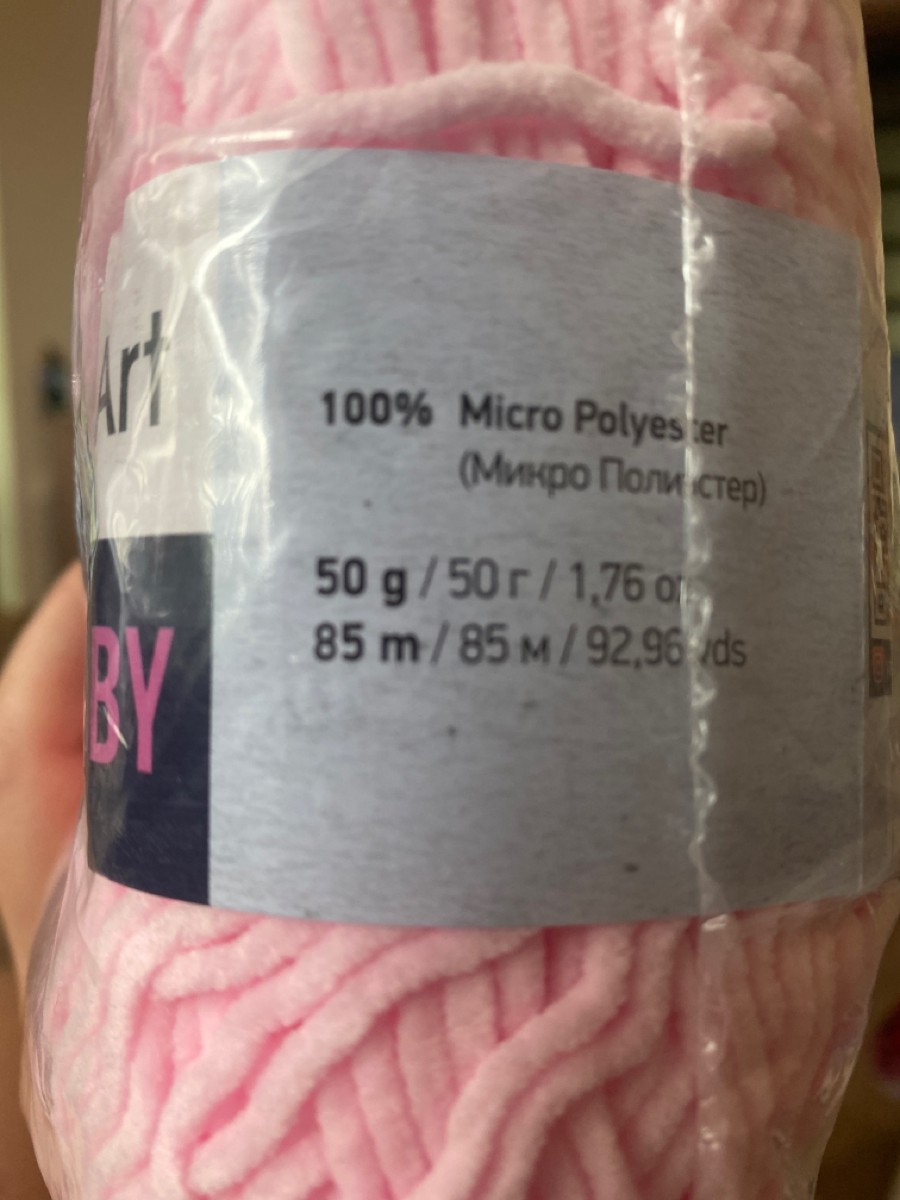 Art
BY
100% Micro Polyester
(Микро Полиэстер)
50 g / 50 г / 1,76 oz
85 m / 85 м / 92,96 yds